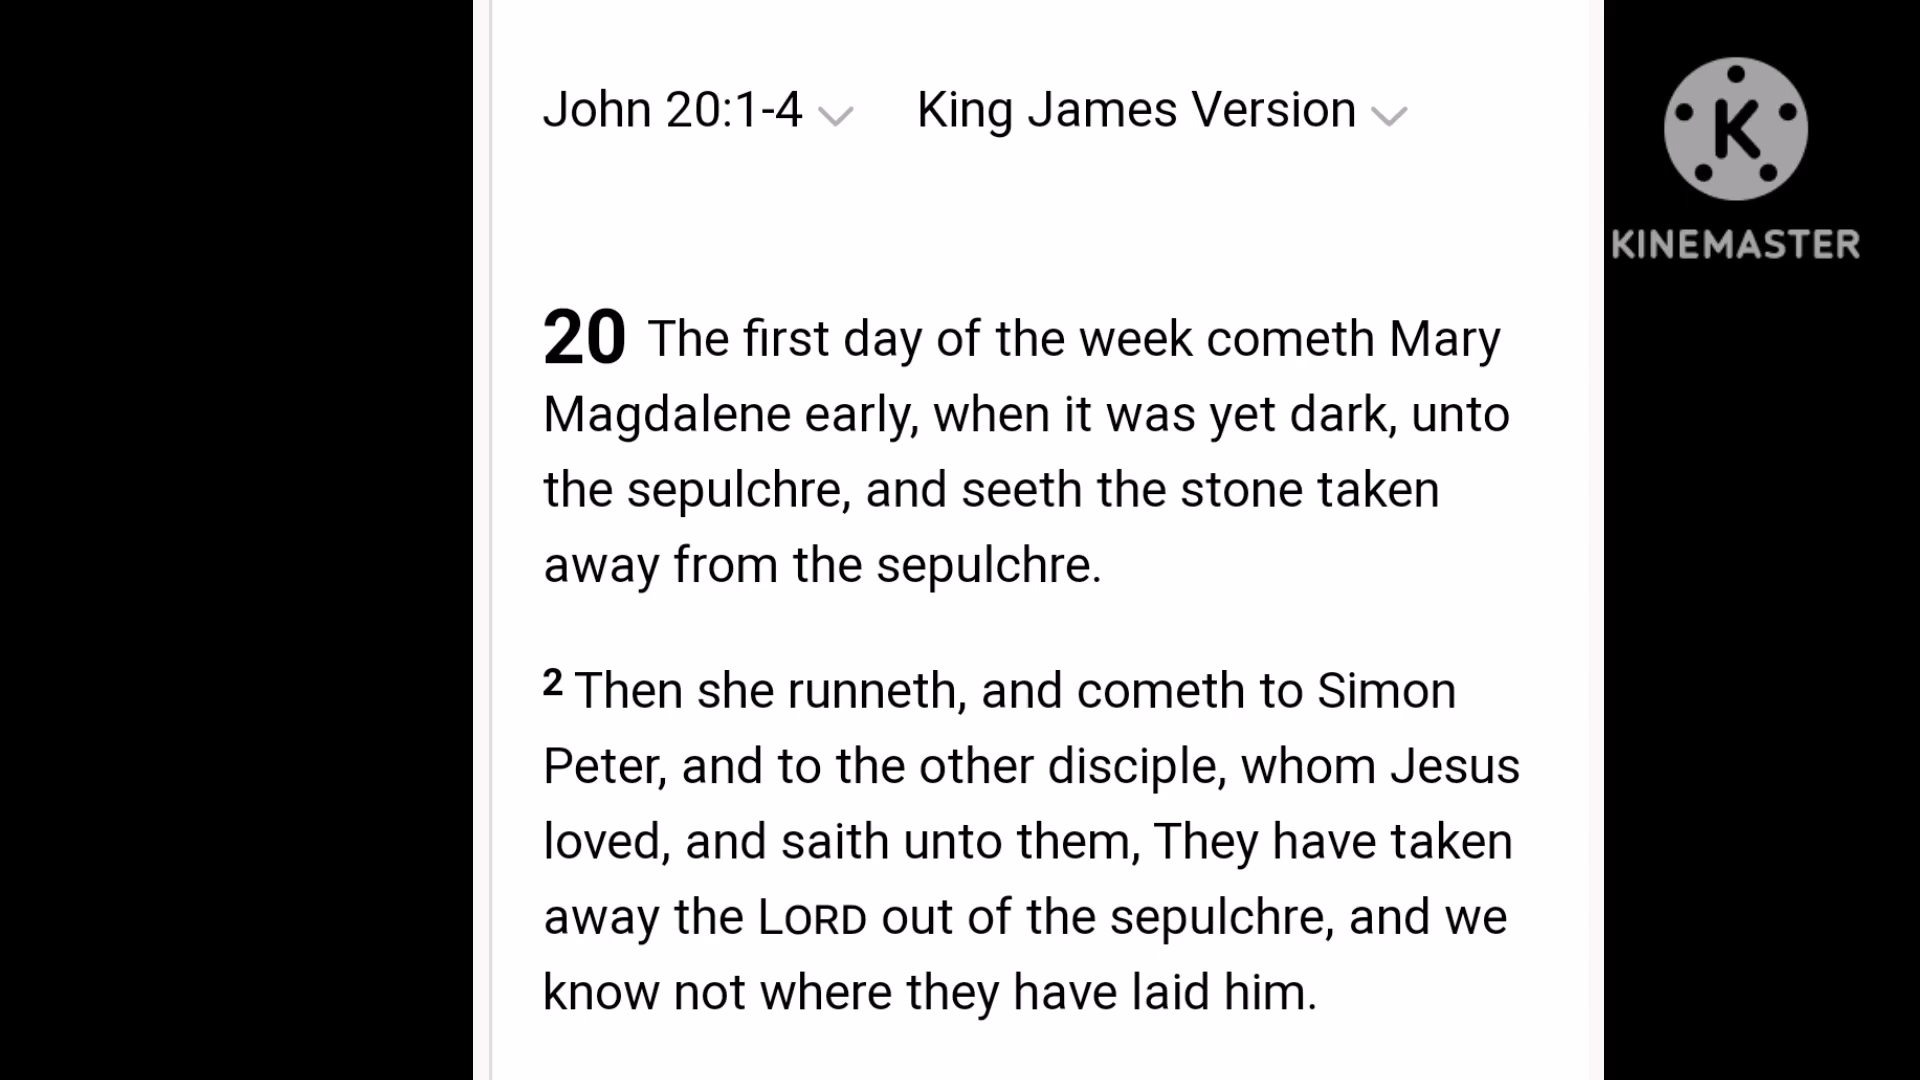 John 20:1-4 King James Version
K
KINEMASTER
20 The first day of the week cometh Mary
Magdalene early, when it was yet dark, unto
the sepulchre, and seeth the stone taken
away from the sepulchre.
2 Then she runneth, and cometh to Simon
Peter, and to the other disciple, whom Jesus
loved, and saith unto them, They have taken
away the LORD out of the sepulchre, and we
know not where they have laid him.